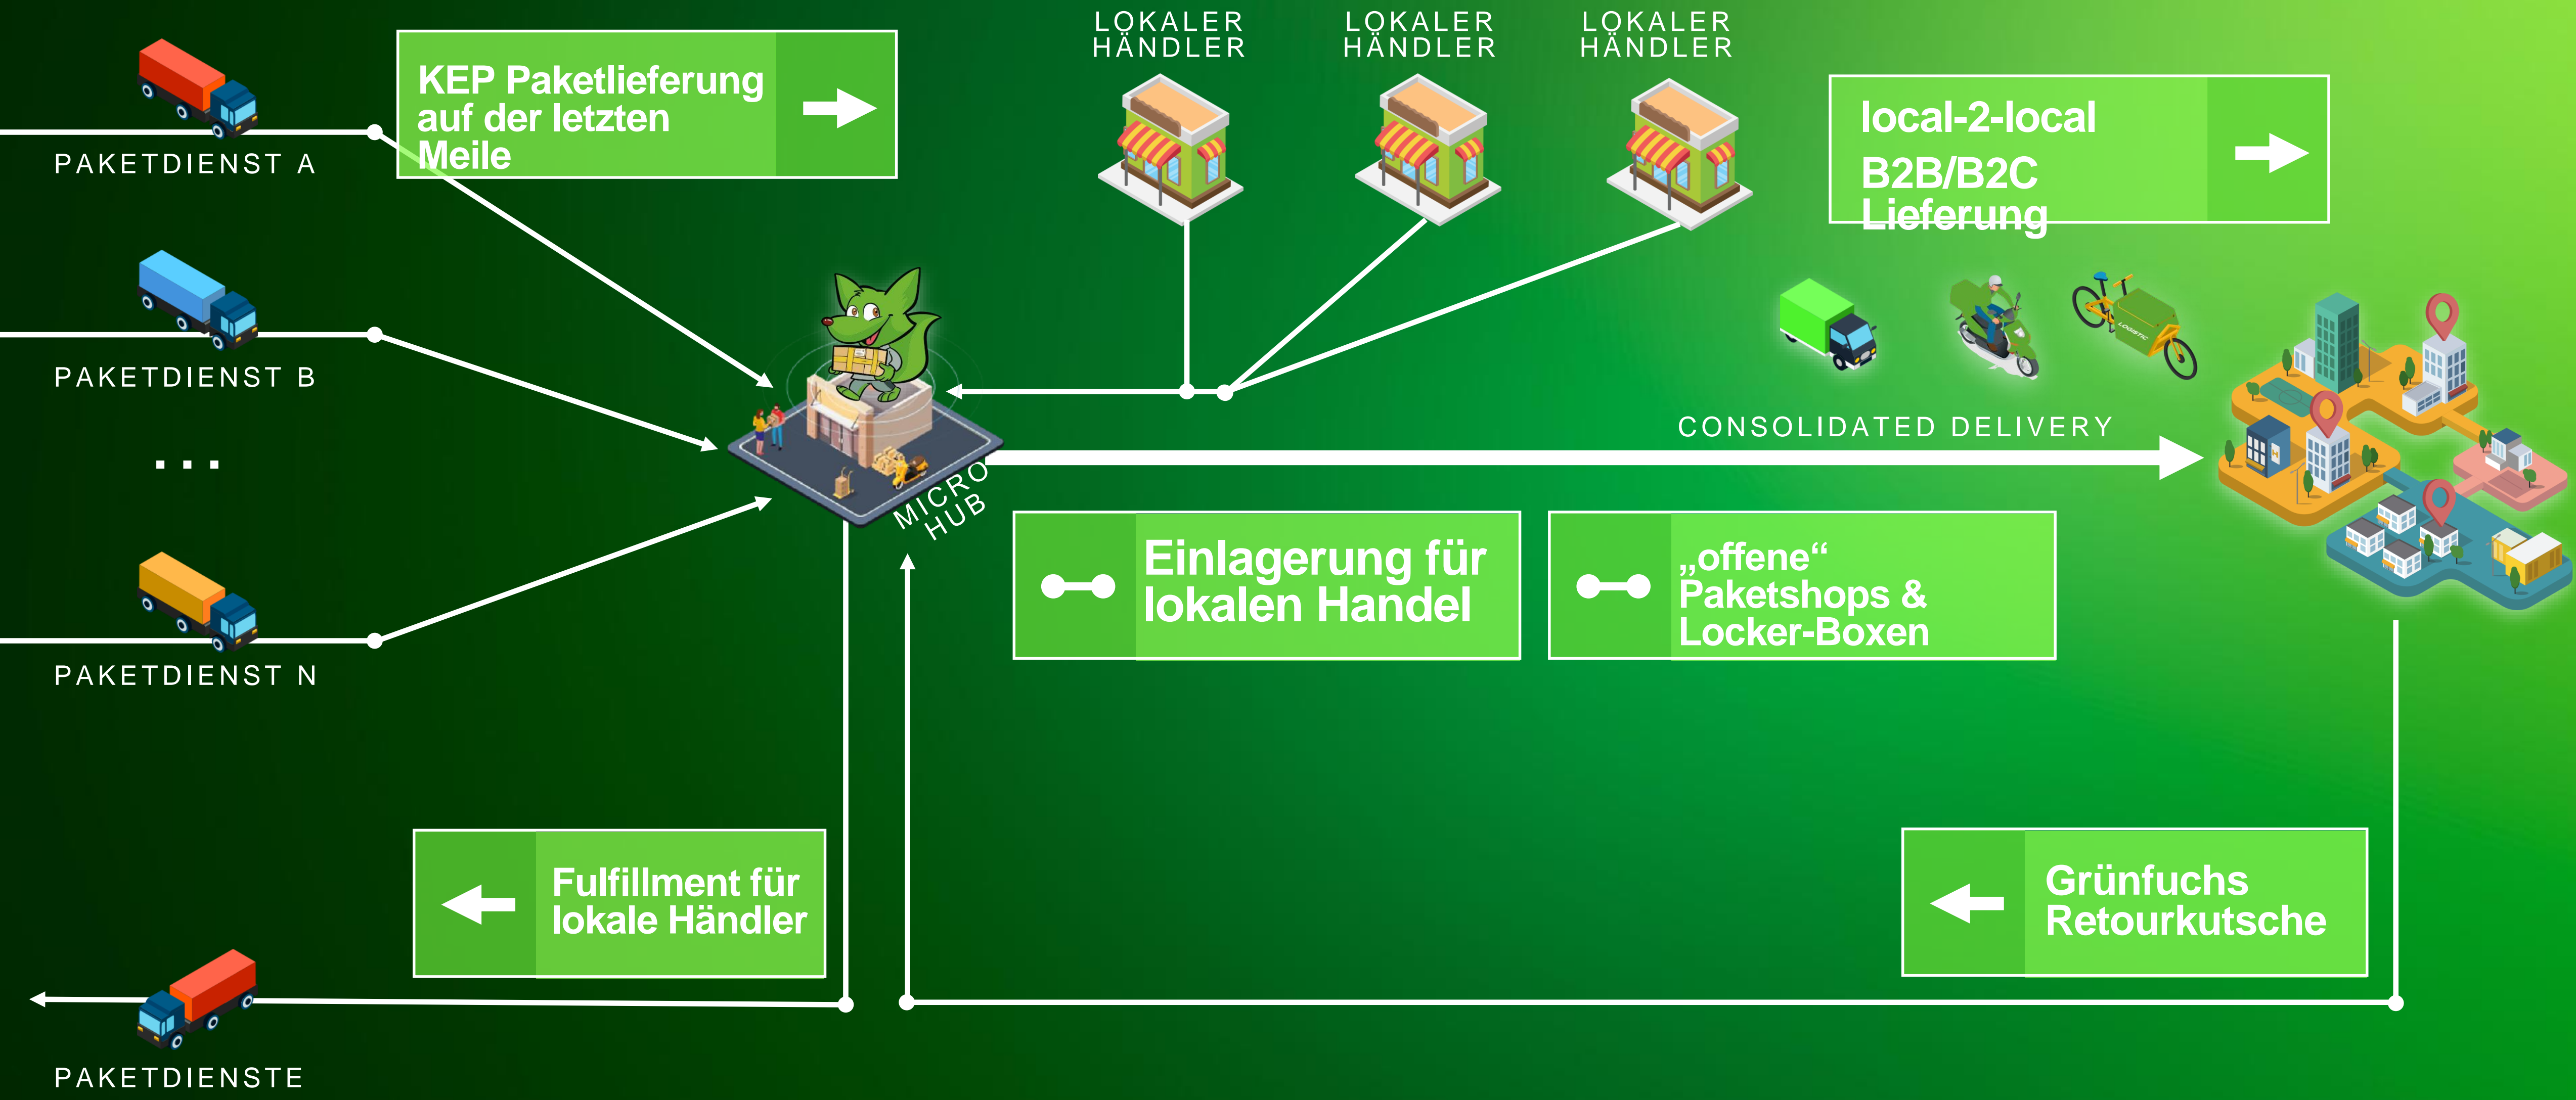 PAKETDIENST A
KEP Paketlieferung
auf der letzten
Meile
LOKALER
HÄNDLER
LOKALER
HÄNDLER
LOKALER
HÄNDLER
local-2-local
B2B/B2C
Lieferung
PAKETDIENST B
...
PAKETDIENST N
MICRO
HUB
LOGISTIC
CONSOLIDATED DELIVERY
Einlagerung für
lokalen Handel
„offene“
Paketshops &
Locker-Boxen
Fulfillment für
lokale Händler
Grünfuchs
Retourkutsche
PAKETDIENSTE